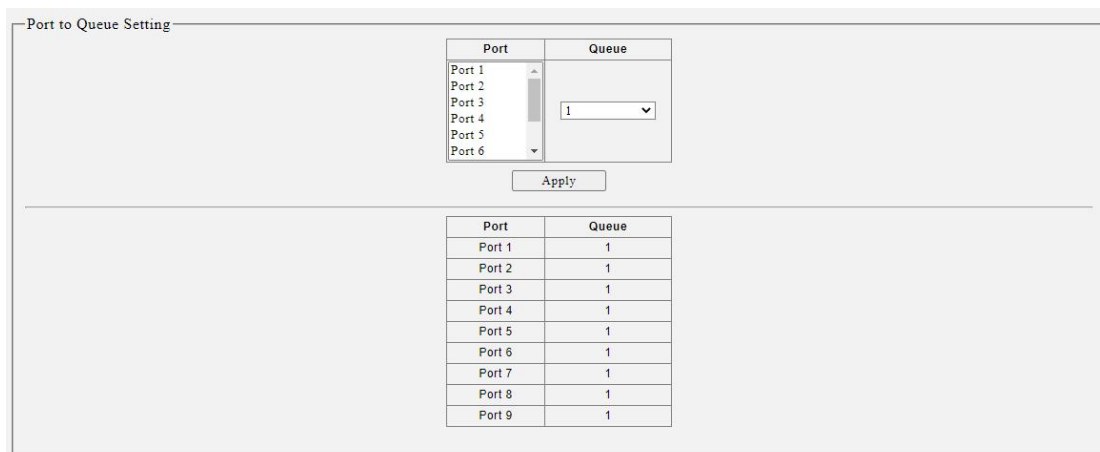 Port to Queue Setting
Port Queue
Port 1
Port 2
Port 3
Port 4
Port 5
Port 6
1
Apply
Port Queue
Port 1 1
Port 2 1
Port 3 1
Port 4 1
Port 5 1
Port 6 1
Port 7 1
Port 8 1
Port 9 1